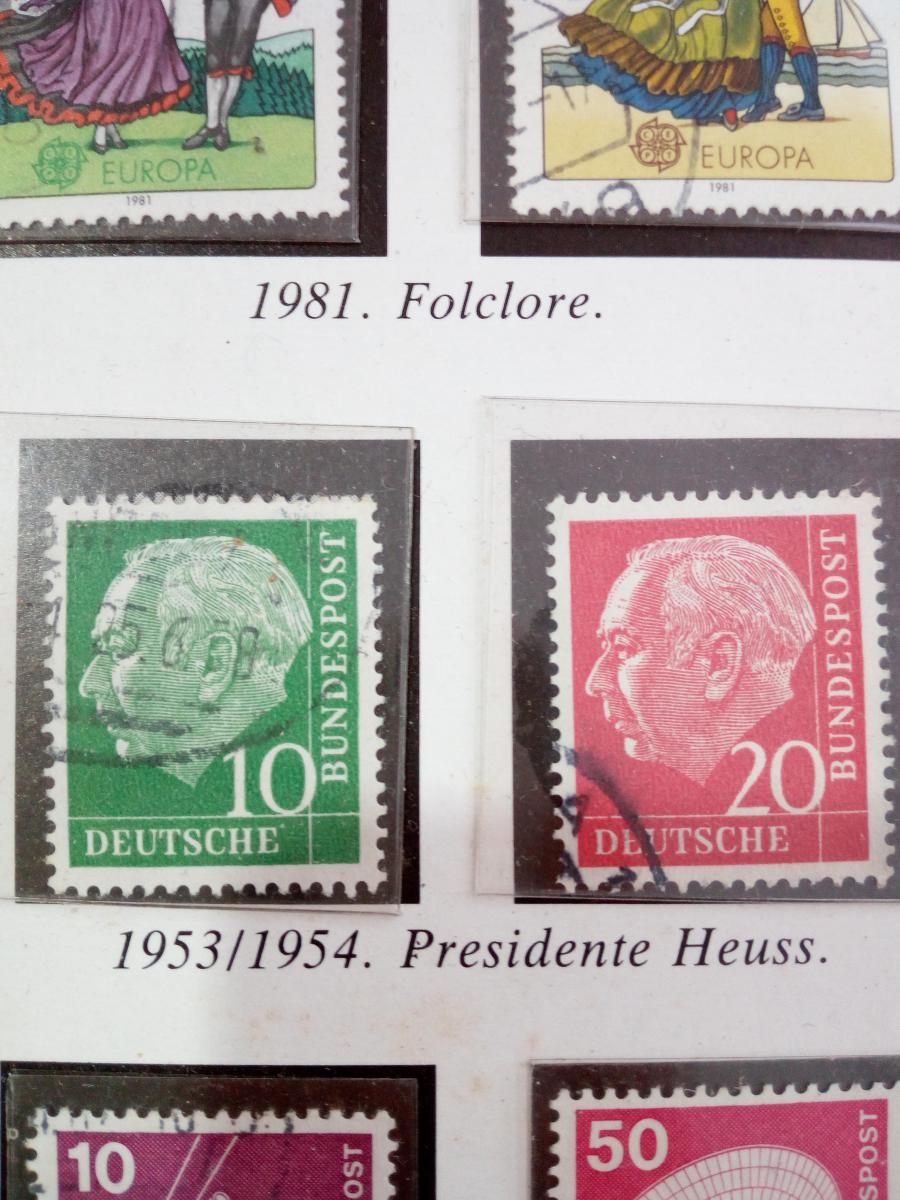 EUROPA
1981
EUROPA
1981
1981. Folclore.
10
DEUTSCHE
BUNDESPOST
20
DEUTSCHE
BUNDESPOST
1953/1954. Presidente Heuss.
10
50